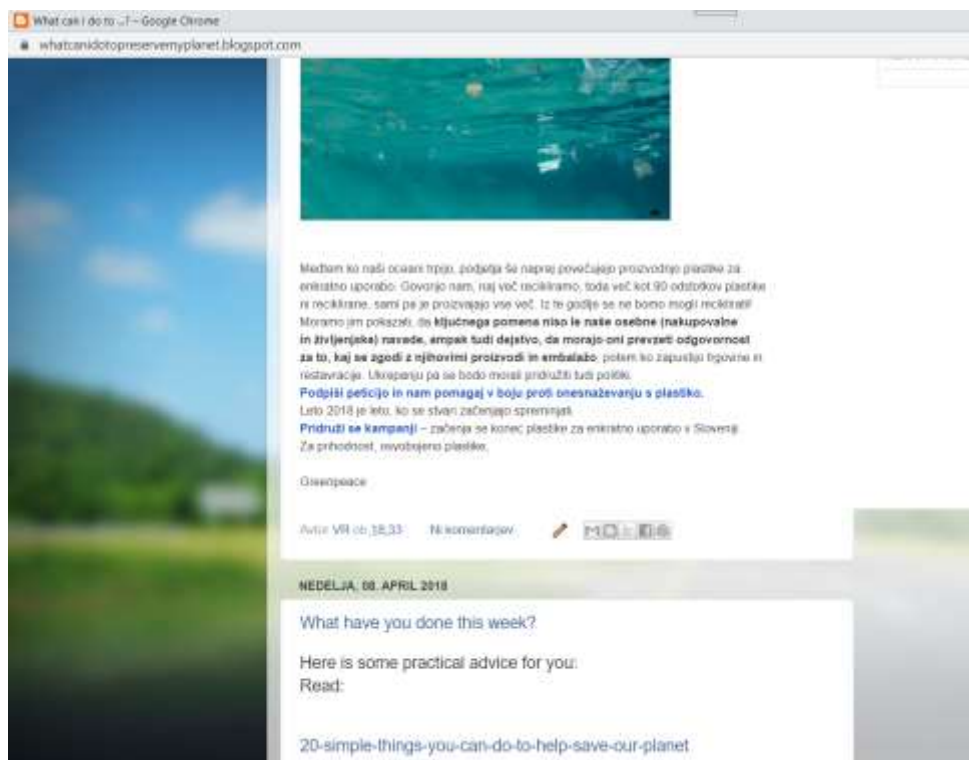 What can i do to ...? - Google Chrome
whatcanidotopreservemyplanet.blogspot.com
Medtem ko naši oceani trpijo, podjetja še naprej povečujejo proizvodnjo plastike za
enkratno uporabo. Govorijo nam, naj več recikliramo, toda več kot 90 odstotkov plastike
ni reciklirane, sami pa je proizvajajo vse več. Iz te godlje se ne bomo mogli reciklirati!
Moramo jim pokazati, da ključnega pomena niso le naše osebne (nakupovalne
in življenjske) navade, ampak tudi dejstvo, da morajo oni prevzeti odgovornost
za to, kaj se zgodi z njihovimi proizvodi in embalažo, potem ko zapustijo trgovine in
restavracije. Ukrepanju pa se bodo morali pridružiti tudi politiki.
Podpiši peticijo in nam pomagaj v boju proti onesnaževanju s plastiko.
Leto 2018 je leto, ko se stvari začenjajo spreminjati.
Pridruži se kampanji – začenja se konec plastike za enkratno uporabo v Sloveniji.
Za prihodnost, osvobojeno plastike,
Greenpeace
Avtor VR ob 18:33 Ni komentarjev:
NEDELJA, 08. APRIL 2018
What have you done this week?
Here is some practical advice for you:
Read:
20-simple-things-you-can-do-to-help-save-our-planet